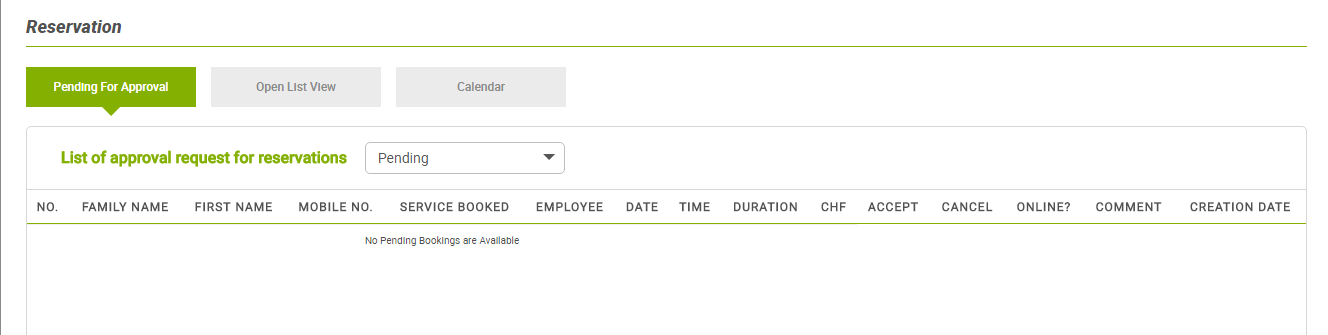 Reservation
Pending For Approval Open List View Calendar
List of approval request for reservations Pending
NO. FAMILY NAME FIRST NAME MOBILE NO. SERVICE BOOKED EMPLOYEE DATE TIME DURATION CHF ACCEPT CANCEL ONLINE? COMMENT CREATION DATE
No Pending Bookings are Available